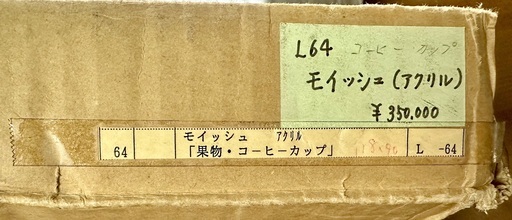 L64 コーヒー カップ
モイッシュ(アクリル)
¥350,000
モイッシュ アクリル
64 「果物・コーヒーカップ」 L -64